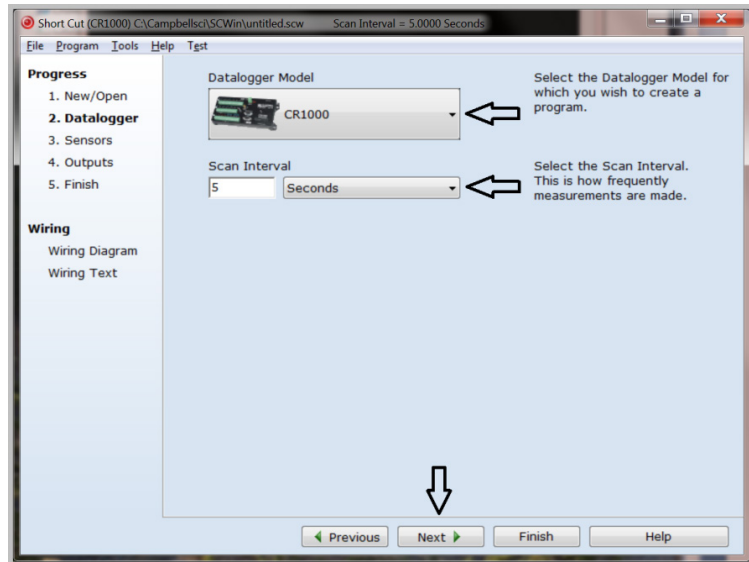 Short Cut (CR1000) C:\Campbellsci\SCWin\untitled.scw Scan Interval = 5.0000 Seconds
File Program Tools Help Test
Progress
1. New/Open
2. Datalogger
3. Sensors
4. Outputs
5. Finish
Wiring
Wiring Diagram
Wiring Text
Datalogger Model
CR1000
Select the Datalogger Model for
which you wish to create a
program.
Scan Interval
5 Seconds
Select the Scan Interval.
This is how frequently
measurements are made.
Previous Next Finish Help